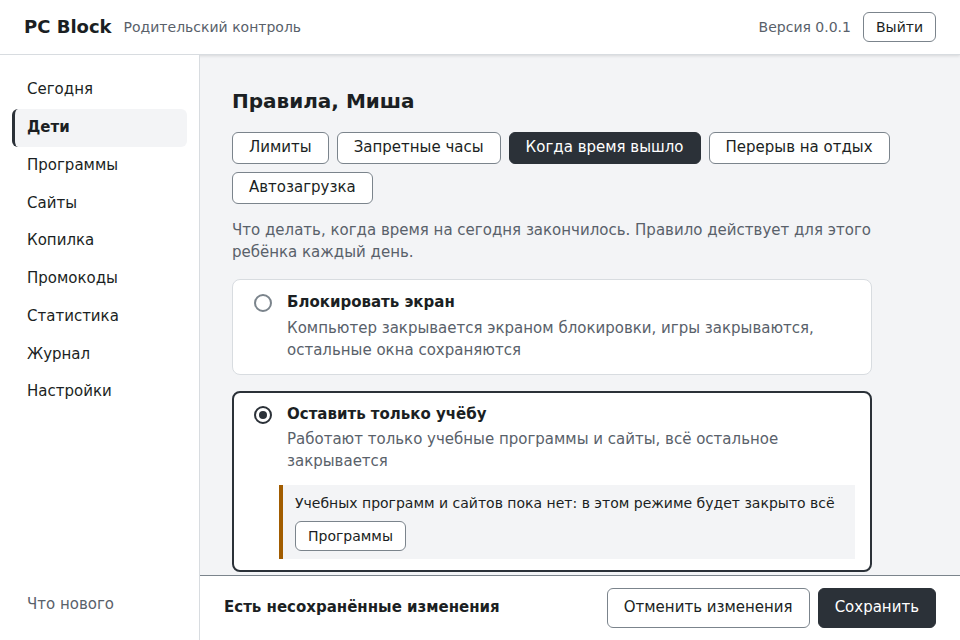 PC Block Родительский контроль Версия 0.0.1 Выйти
Сегодня
Дети
Программы
Сайты
Копилка
Промокоды
Статистика
Журнал
Настройки
Что нового
Правила, Миша
Лимиты Запретные часы Когда время вышло Перерыв на отдых
Автозагрузка
Что делать, когда время на сегодня закончилось. Правило действует для этого
ребёнка каждый день.
Блокировать экран
Компьютер закрывается экраном блокировки, игры закрываются,
остальные окна сохраняются
Оставить только учёбу
Работают только учебные программы и сайты, всё остальное
закрывается
Учебных программ и сайтов пока нет: в этом режиме будет закрыто всё
Программы
Есть несохранённые изменения Отменить изменения Сохранить